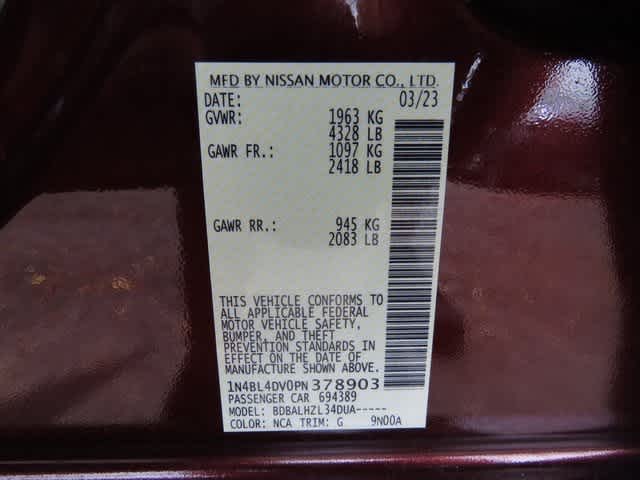 MFD BY NISSAN MOTOR CO., LTD.
DATE: 03/23
GVWR: 1963 KG
4328 LB
GAWR FR.: 1097 KG
2418 LB
GAWR RR.: 945 KG
2083 LB
THIS VEHICLE CONFORMS TO
ALL APPLICABLE FEDERAL
MOTOR VEHICLE SAFETY,
BUMPER, AND THEFT
PREVENTION STANDARDS IN
EFFECT ON THE DATE OF
MANUFACTURE SHOWN ABOVE.
1N4BL4DV0PN378903
PASSENGER CAR 694389
MODEL: BDBALHZL34DUA-----
COLOR: NCA TRIM: G 9N00A